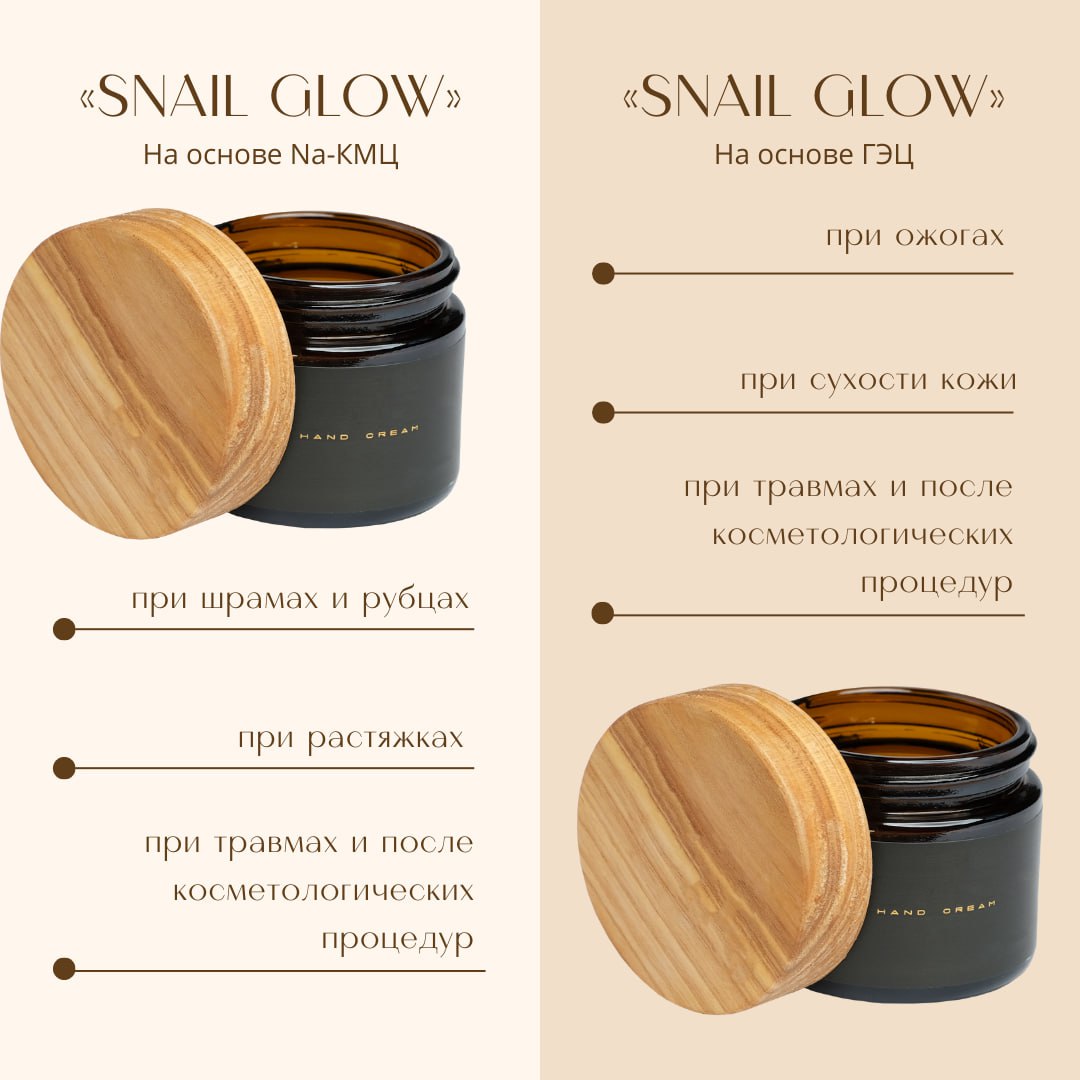 «SNAIL GLOW»
На основе Na-КМЦ
HAND CREAM
при шрамах и рубцах
при растяжках
при травмах и после
косметологических
процедур
«SNAIL GLOW»
На основе ГЭЦ
при ожогах
при сухости кожи
при травмах и после
косметологических
процедур
HAND CREAM